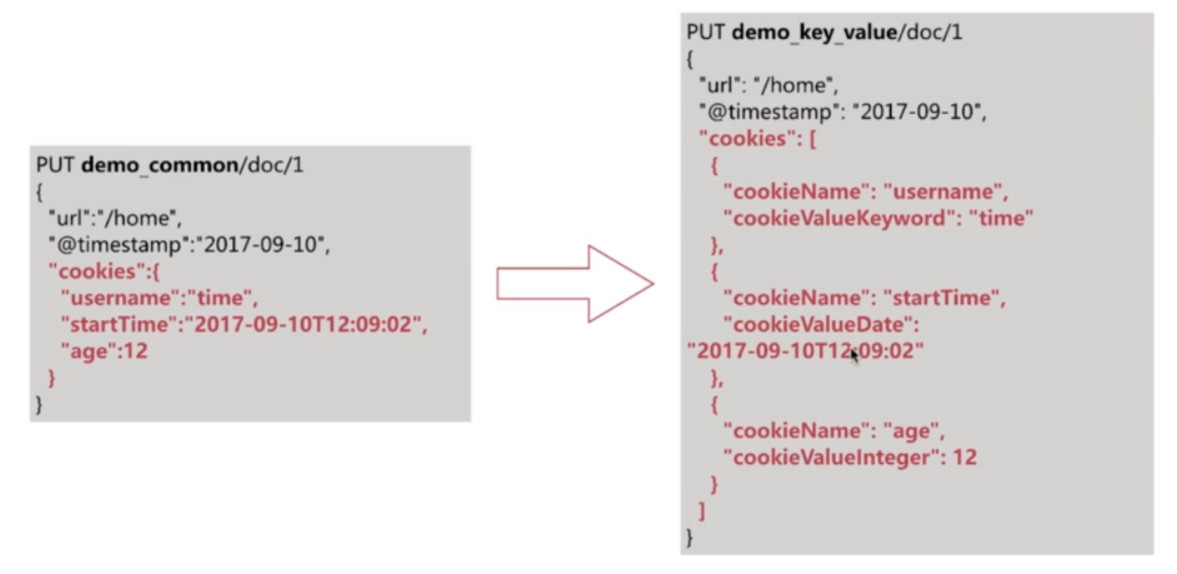 PUT demo_common/doc/1
{
"url":"/home",
"@timestamp":"2017-09-10",
"cookies":{
"username":"time",
"startTime":"2017-09-10T12:09:02",
"age":12
}
}
PUT demo_key_value/doc/1
{
"url": "/home",
"@timestamp": "2017-09-10",
"cookies": [
{
"cookieName": "username",
"cookieValueKeyword": "time"
},
{
"cookieName": "startTime",
"cookieValueDate":
"2017-09-10T12:09:02"
},
{
"cookieName": "age",
"cookieValueInteger": 12
}
]
}